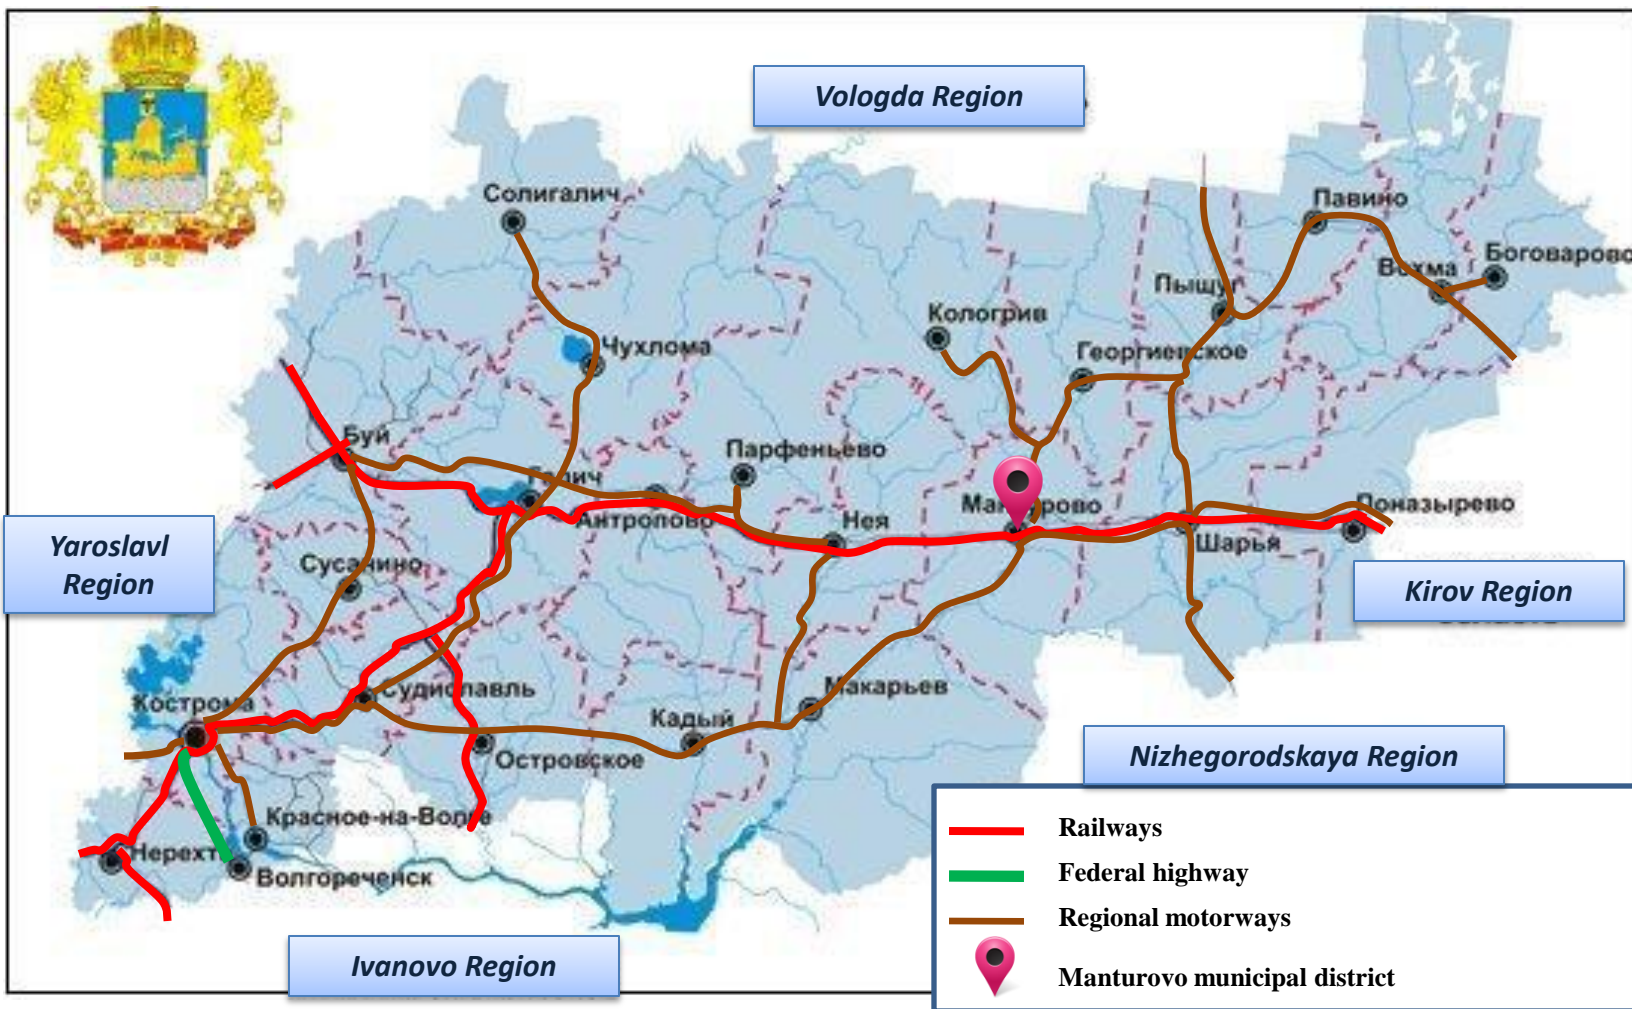 Vologda Region
Солигалич
Павино
Боговарово
Вохма
Пыщуг
Кологрив
Чухлома
Георгиевское
Буй
Парфеньево
Галич
Мантурово
Антропово
Нея
Поназырево
Шарья
Yaroslavl
Region
Сусанино
Kirov Region
Судиславль
Макарьев
Кострома
Кадый
Островское
Nizhegorodskaya Region
Красное-на-Волге
Нерехта
Волгореченск
Railways
Federal highway
Regional motorways
Manturovo municipal district
Ivanovo Region